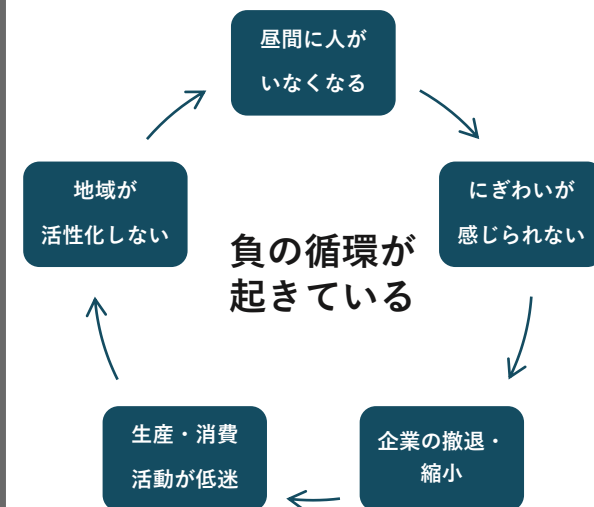 昼間に人が
いなくなる
にぎわいが
感じられない
企業の撤退・
縮小
生産・消費
活動が低迷
地域が
活性化しない
負の循環が
起きている